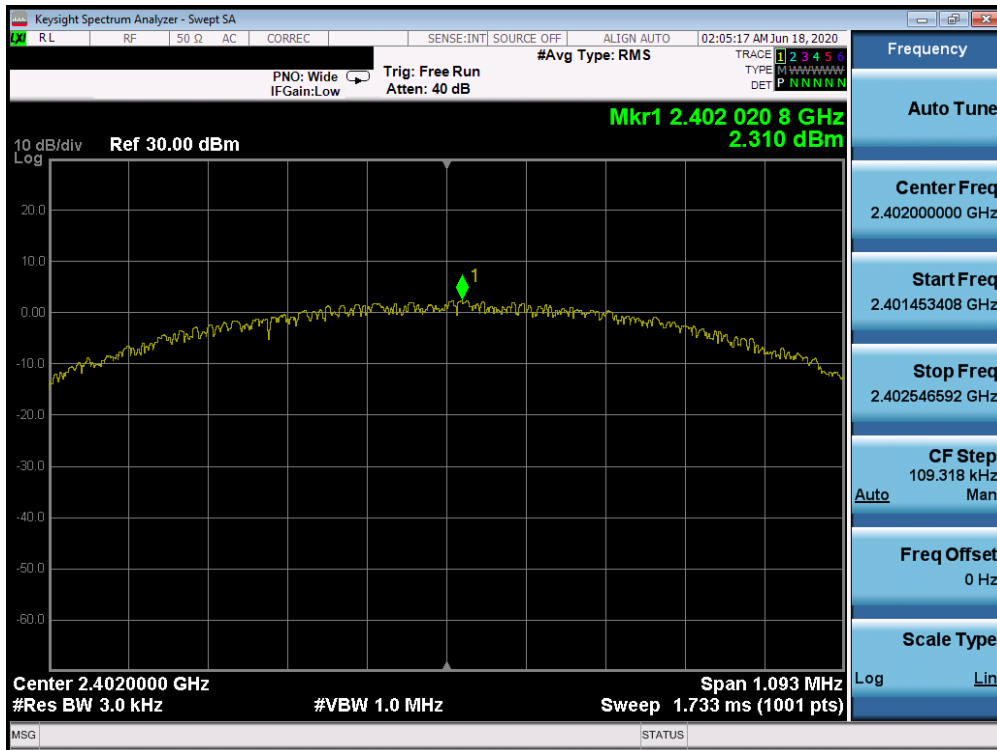 Keysight Spectrum Analyzer - Swept SA
LXI RL RF 50 Ω AC CORREC SENSE:INT SOURCE OFF ALIGN AUTO 02:05:17 AM Jun 18, 2020
#Avg Type: RMS
PNO: Wide
IFGain:Low
Trig: Free Run
Atten: 40 dB
TRACE 1 2 3 4 5 6
TYPE M W W W W W
DET P N N N N N
Mkr1 2.402 020 8 GHz
2.310 dBm
10 dB/div
Log
Ref 30.00 dBm
1
20.0
10.0
0.00
-10.0
-20.0
-30.0
-40.0
-50.0
-60.0
Center 2.4020000 GHz
#Res BW 3.0 kHz
#VBW 1.0 MHz
Span 1.093 MHz
Sweep 1.733 ms (1001 pts)
MSG
STATUS
Frequency
Auto Tune
Center Freq
2.402000000 GHz
Start Freq
2.401453408 GHz
Stop Freq
2.402546592 GHz
CF Step
109.318 kHz
Auto Man
Freq Offset
0 Hz
Scale Type
Log Lin